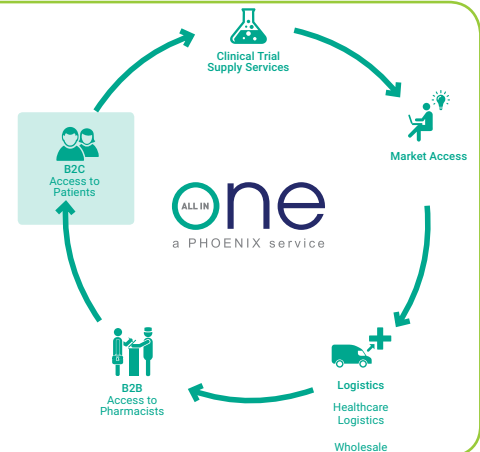 Clinical Trial
Supply Services
Market Access
B2C
Access to
Patients
ALL IN
one
a PHOENIX service
Logistics
Healthcare
Logistics
Wholesale
B2B
Access to
Pharmacists